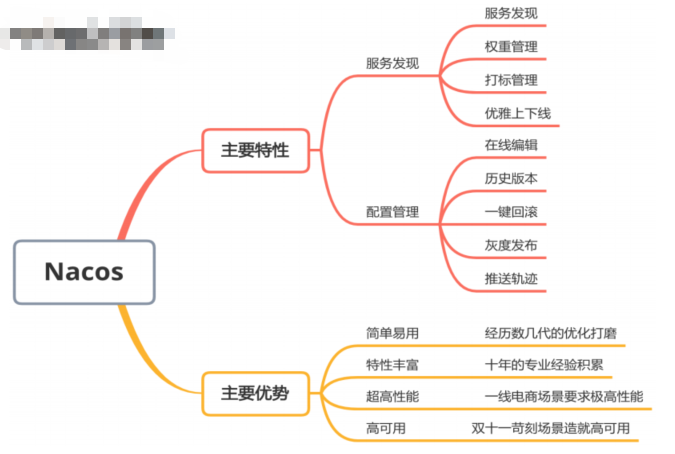 Nacos
主要特性
服务发现
服务发现
权重管理
打标管理
优雅上下线
配置管理
在线编辑
历史版本
一键回滚
灰度发布
推送轨迹
主要优势
简单易用 经历数几代的优化打磨
特性丰富 十年的专业经验积累
超高性能 一线电商场景要求极高性能
高可用 双十一苛刻场景造就高可用